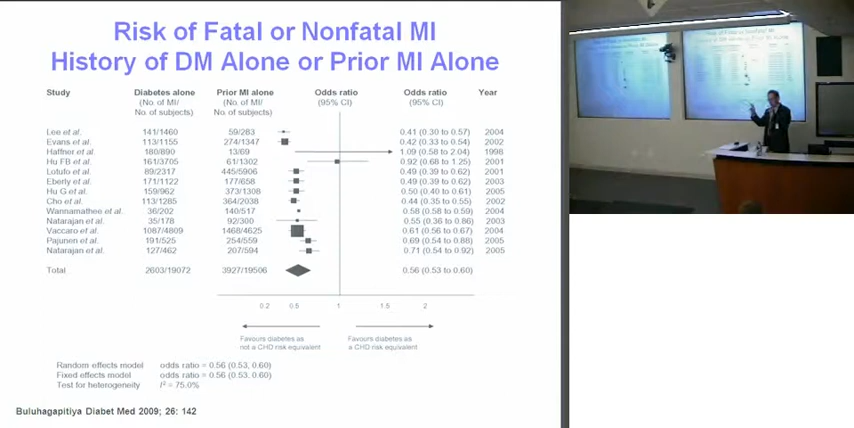 Risk of Fatal or Nonfatal MI
History of DM Alone or Prior MI Alone
Study Diabetes alone Prior MI alone Odds ratio Odds ratio Year
(No. of MI/ (No. of MI/ (95% CI) (95% CI)
No. of subjects) No. of subjects)
Lee et al. 141/1460 59/283 0.41 (0.30 to 0.57) 2004
Evans et al. 113/1155 274/1347 0.42 (0.33 to 0.54) 2002
Haffner et al. 180/890 13/69 1.09 (0.58 to 2.04) 1998
Hu FB et al. 161/3705 61/1302 0.92 (0.68 to 1.25) 2001
Lotufo et al. 89/2317 445/5906 0.49 (0.39 to 0.62) 2001
Eberly et al. 171/1122 177/658 0.49 (0.39 to 0.62) 2003
Hu G et al. 159/962 373/1308 0.50 (0.40 to 0.61) 2005
Cho et al. 113/1285 364/2038 0.44 (0.35 to 0.55) 2002
Wannamathee et al. 36/202 140/517 0.58 (0.58 to 0.59) 2004
Natarajan et al. 35/178 92/300 0.55 (0.36 to 0.86) 2003
Vaccaro et al. 1087/4809 1468/4625 0.61 (0.56 to 0.67) 2004
Pajunen et al. 191/525 254/559 0.69 (0.54 to 0.88) 2005
Natarajan et al. 127/462 207/594 0.71 (0.54 to 0.92) 2005
Total 2603/19072 3927/19506 0.56 (0.53 to 0.60)
0.2 0.5 1 1.5 2
Favours diabetes as Favours diabetes as
not a CHD risk equivalent a CHD risk equivalent
Random effects model odds ratio = 0.56 (0.53, 0.60)
Fixed effects model odds ratio = 0.56 (0.53, 0.60)
Test for heterogeneity I² = 75.0%
Buluhagapitiya Diabet Med 2009; 26: 142